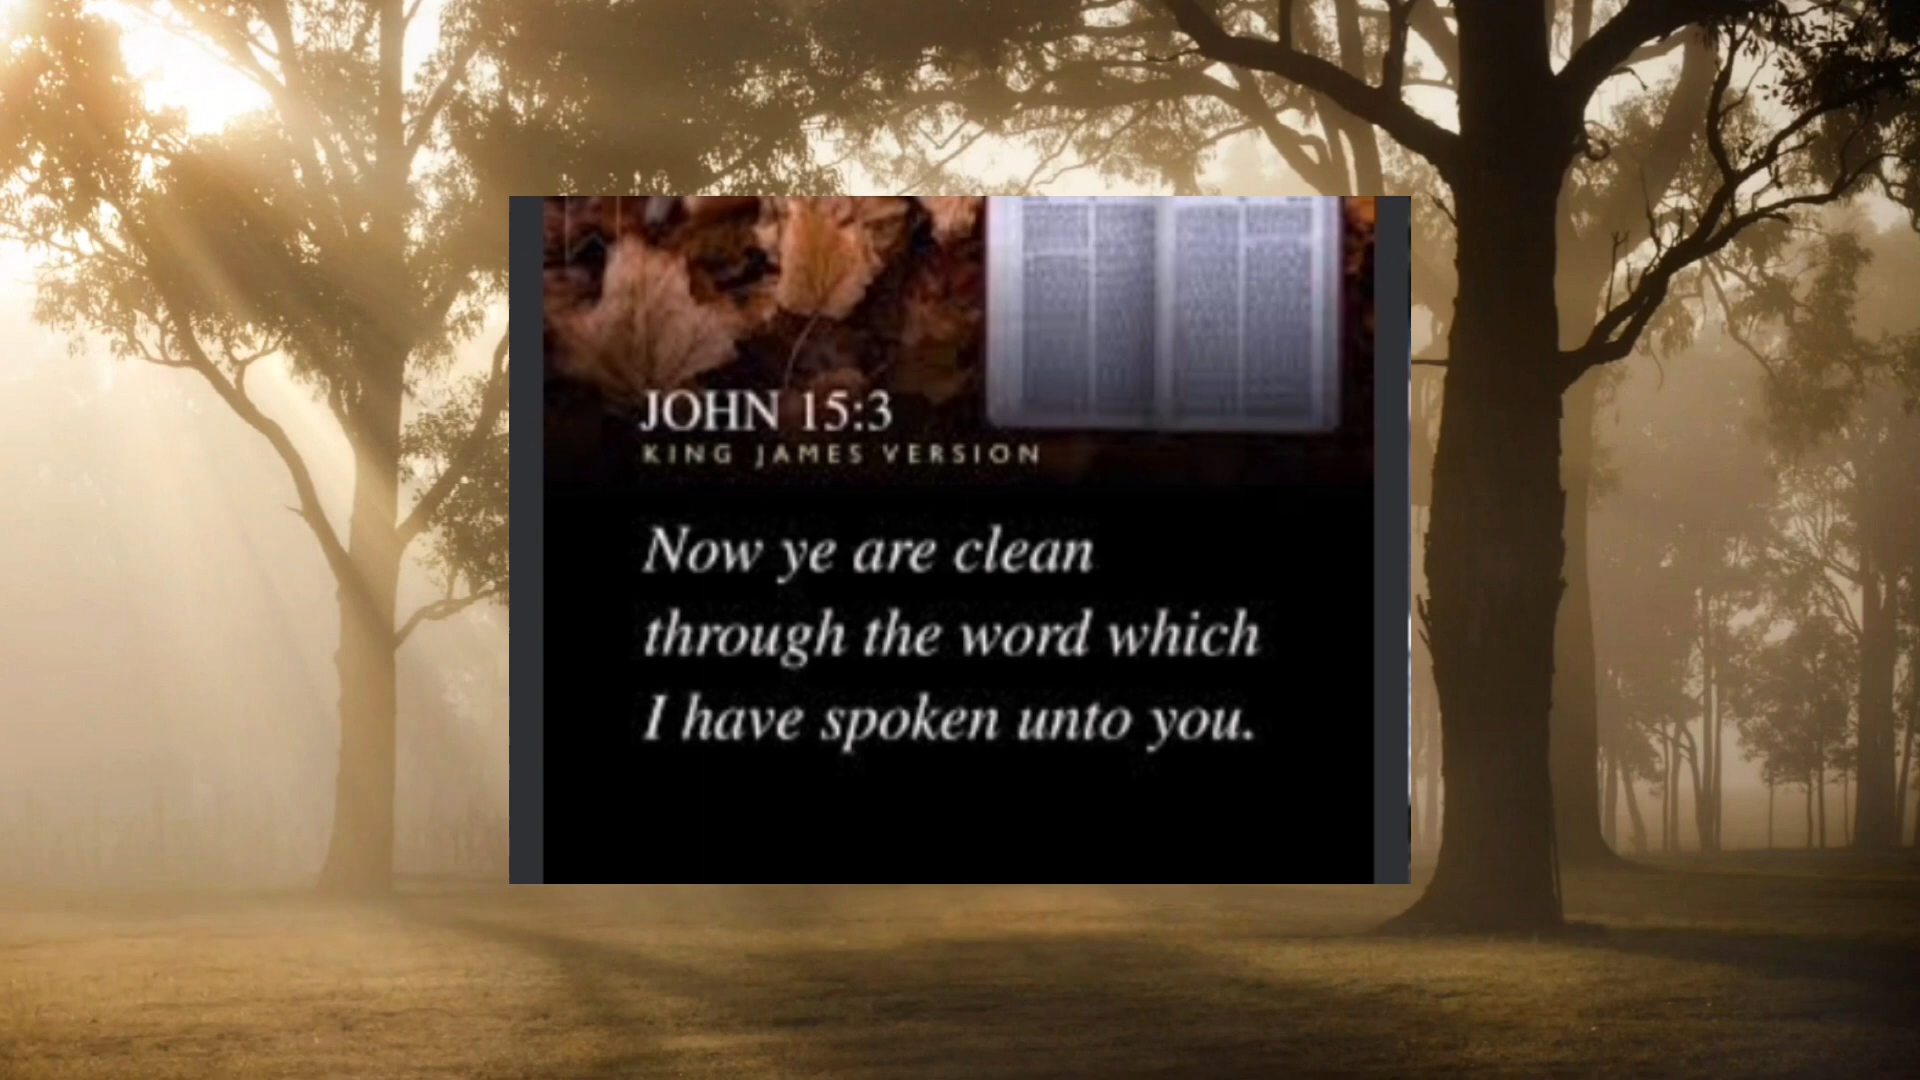 JOHN 15:3
KING JAMES VERSION
Now ye are clean
through the word which
I have spoken unto you.